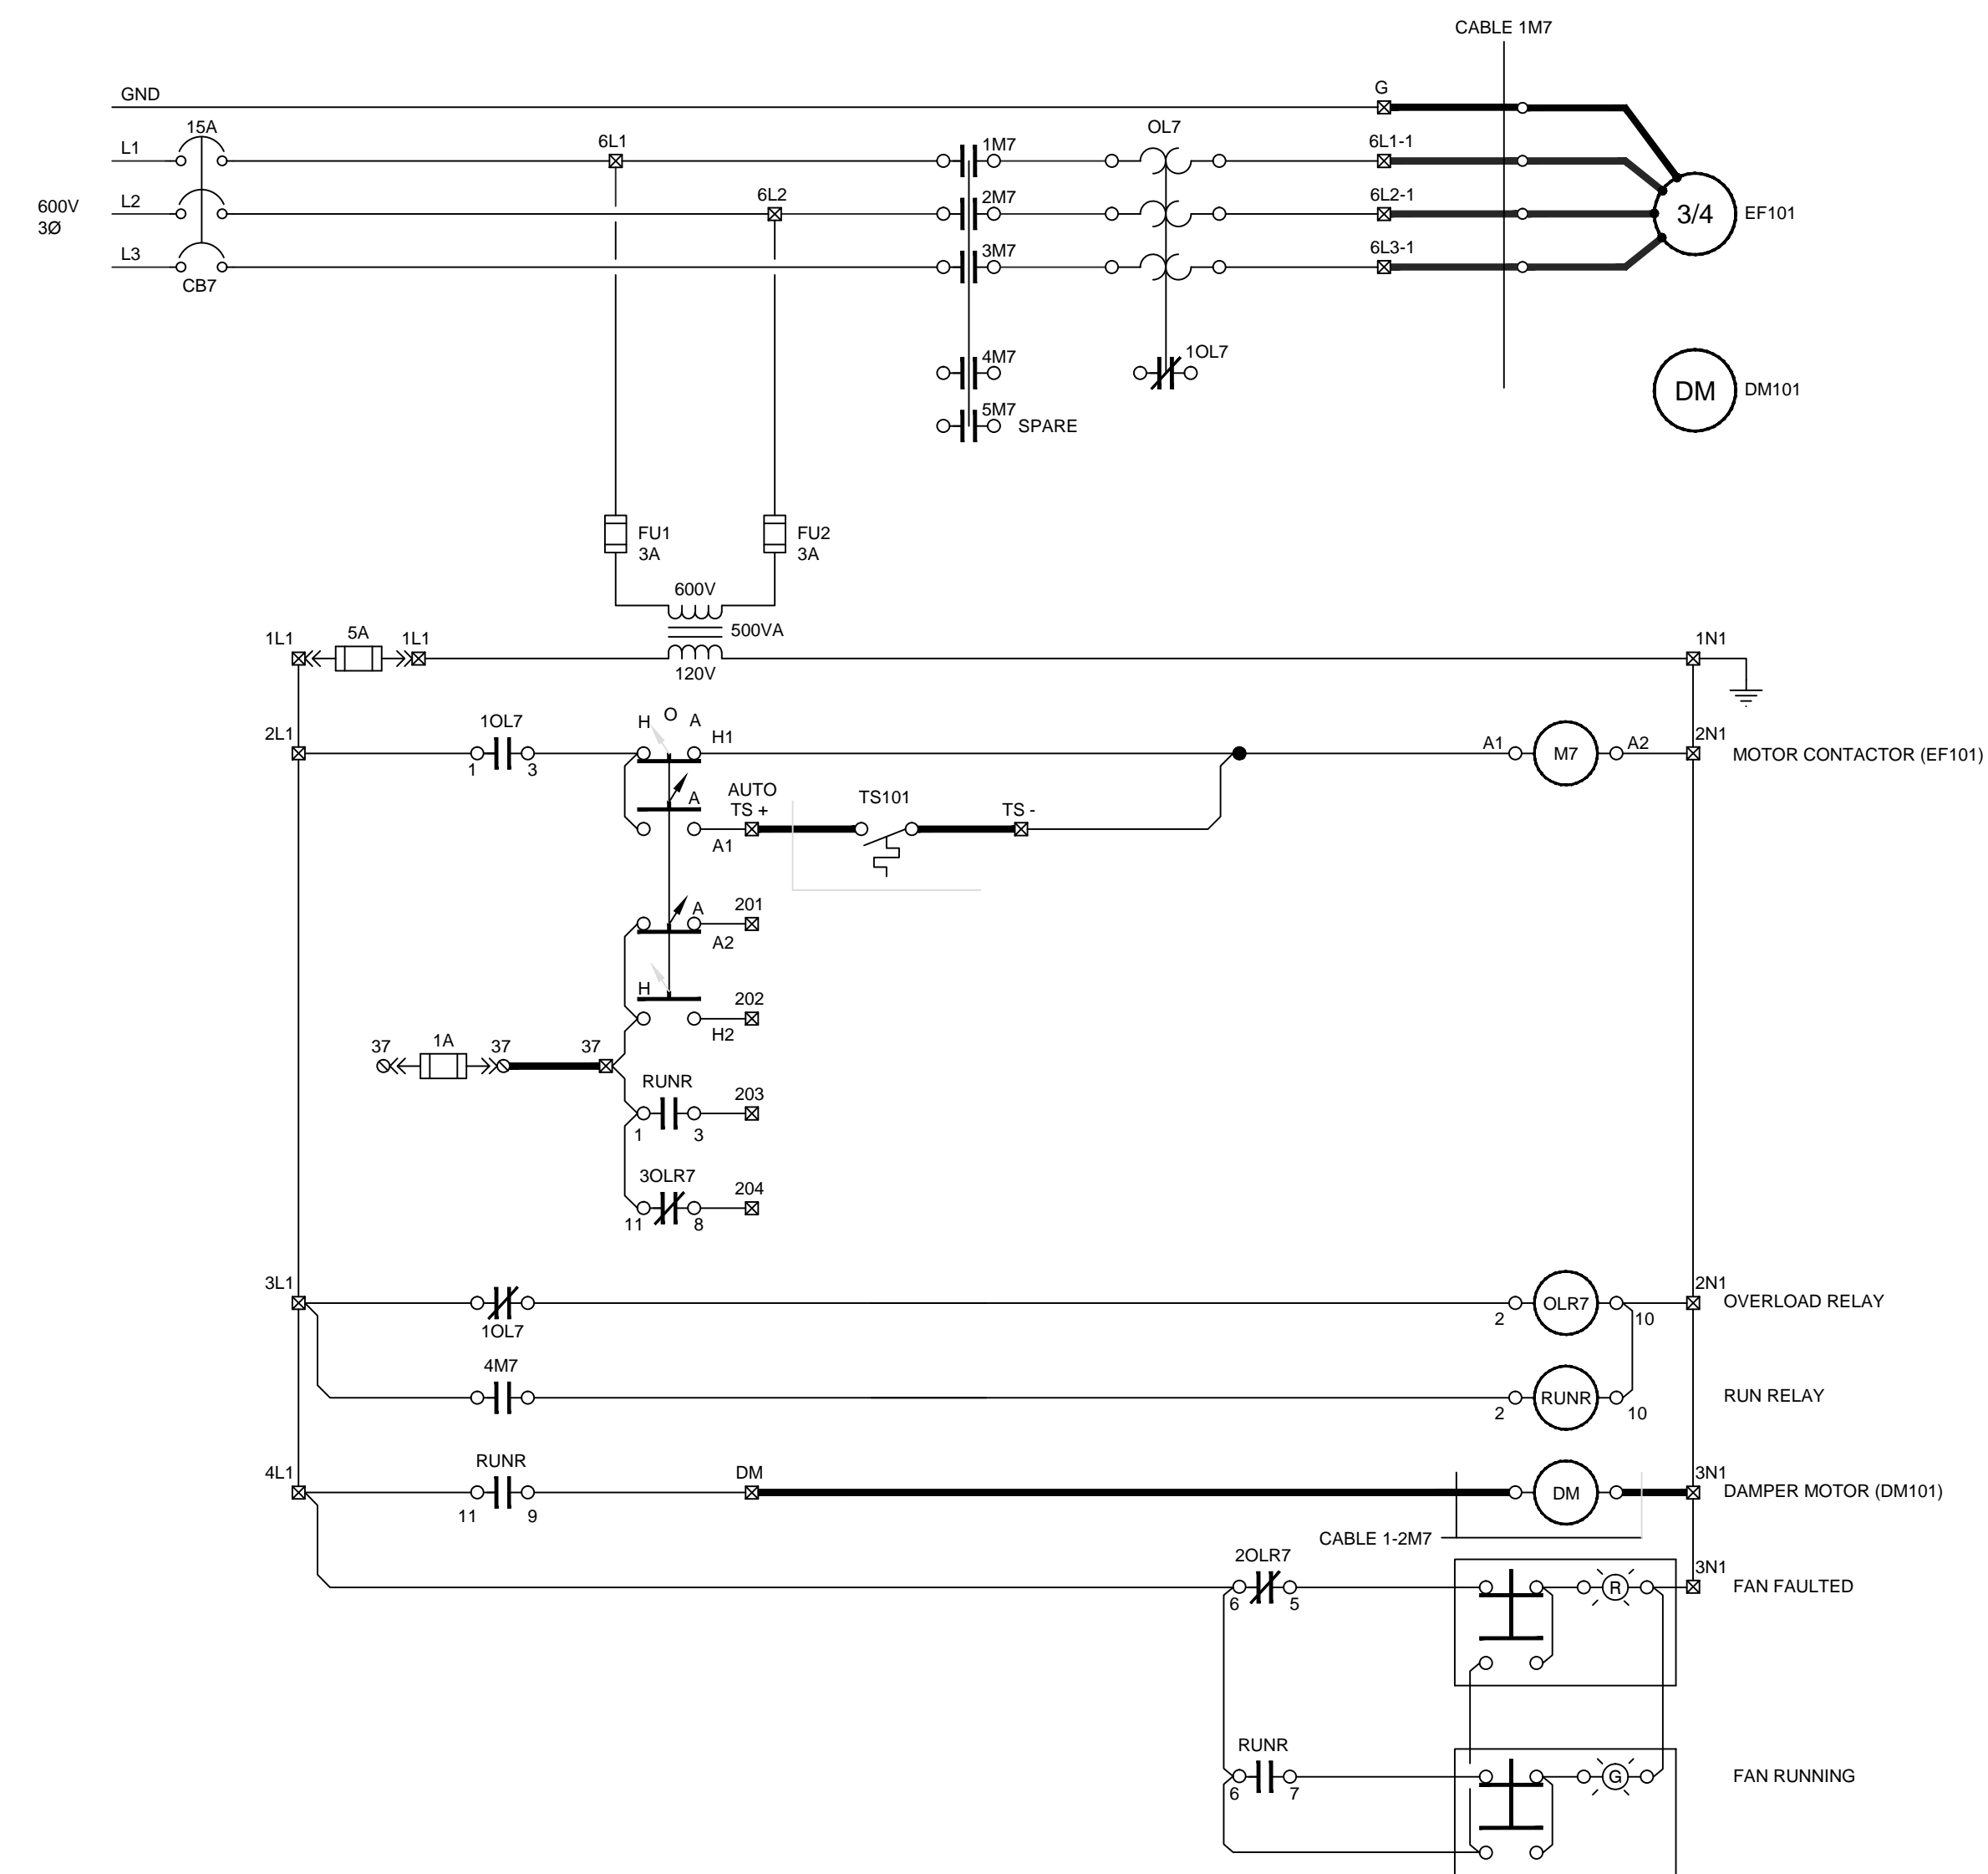 CABLE 1M7
GND
G
15A
L1
6L1
1M7
OL7
6L1-1
600V
3Ø
L2
6L2
2M7
6L2-1
3/4
EF101
L3
3M7
6L3-1
CB7
4M7
1OL7
DM
DM101
5M7
SPARE
FU1
3A
FU2
3A
600V
500VA
120V
1L1
5A
1L1
1N1
2L1
1OL7
1
3
H
O
A
H1
A1
M7
A2
2N1
MOTOR CONTACTOR (EF101)
A
AUTO
TS +
TS101
TS -
A1
A
201
A2
H
202
H2
37
1A
37
37
RUNR
203
1
3
3OLR7
204
11
8
3L1
1OL7
OLR7
2
10
2N1
OVERLOAD RELAY
4M7
RUNR
2
10
RUN RELAY
4L1
RUNR
11
9
DM
DM
3N1
DAMPER MOTOR (DM101)
CABLE 1-2M7
2OLR7
6
5
R
3N1
FAN FAULTED
RUNR
6
7
G
FAN RUNNING